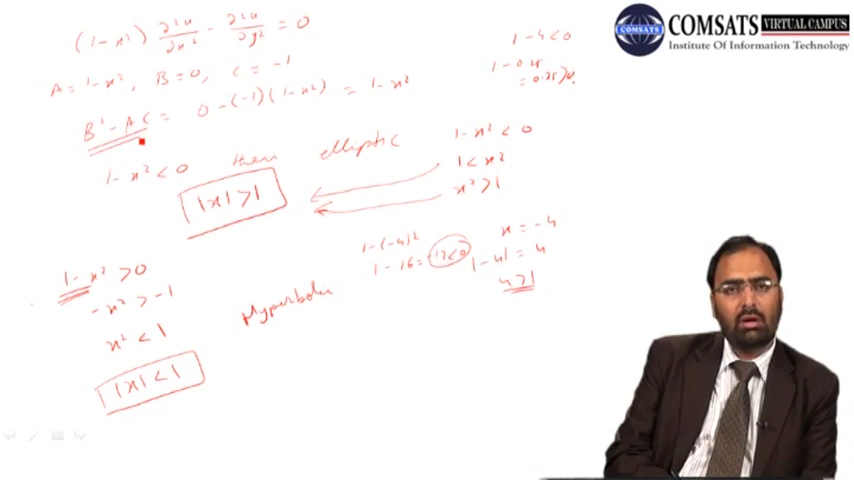 (1-x²) ∂²u/∂x² - ∂²u/∂y² = 0
A = 1-x², B = 0, C = -1
B² - AC = 0 - (-1)(1-x²) = 1-x²
1-x² < 0 then elliptic
|x| > 1
1-x² > 0
-x² > -1
x² < 1
|x| < 1
Hyperbolic
1-4<0
1-0.25
= 0.75>0
1-x² < 0
1 < x²
x² > 1
x = -4
|-4| = 4
4>1
1-(-4)²
1-16 = <0
COMSATS
COMSATS VIRTUAL CAMPUS
Institute Of Information Technology